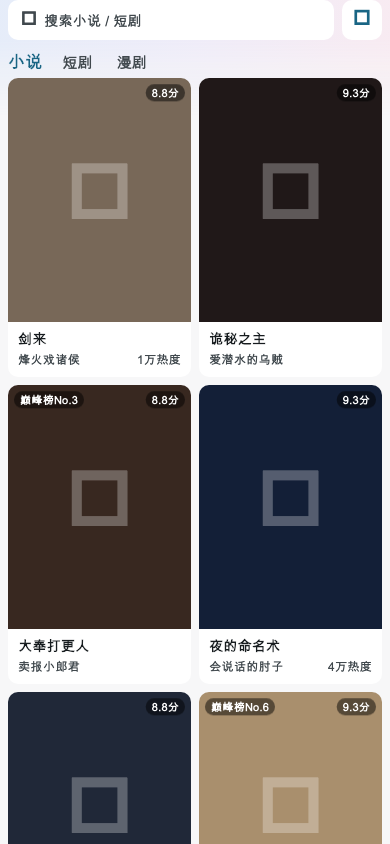 搜索小说 / 短剧
小说 短剧 漫剧
8.8分
9.3分
剑来
烽火戏诸侯 1万热度
诡秘之主
爱潜水的乌贼
巅峰榜No.3 8.8分
9.3分
大奉打更人
卖报小郎君
夜的命名术
会说话的肘子 4万热度
8.8分
巅峰榜No.6 9.3分